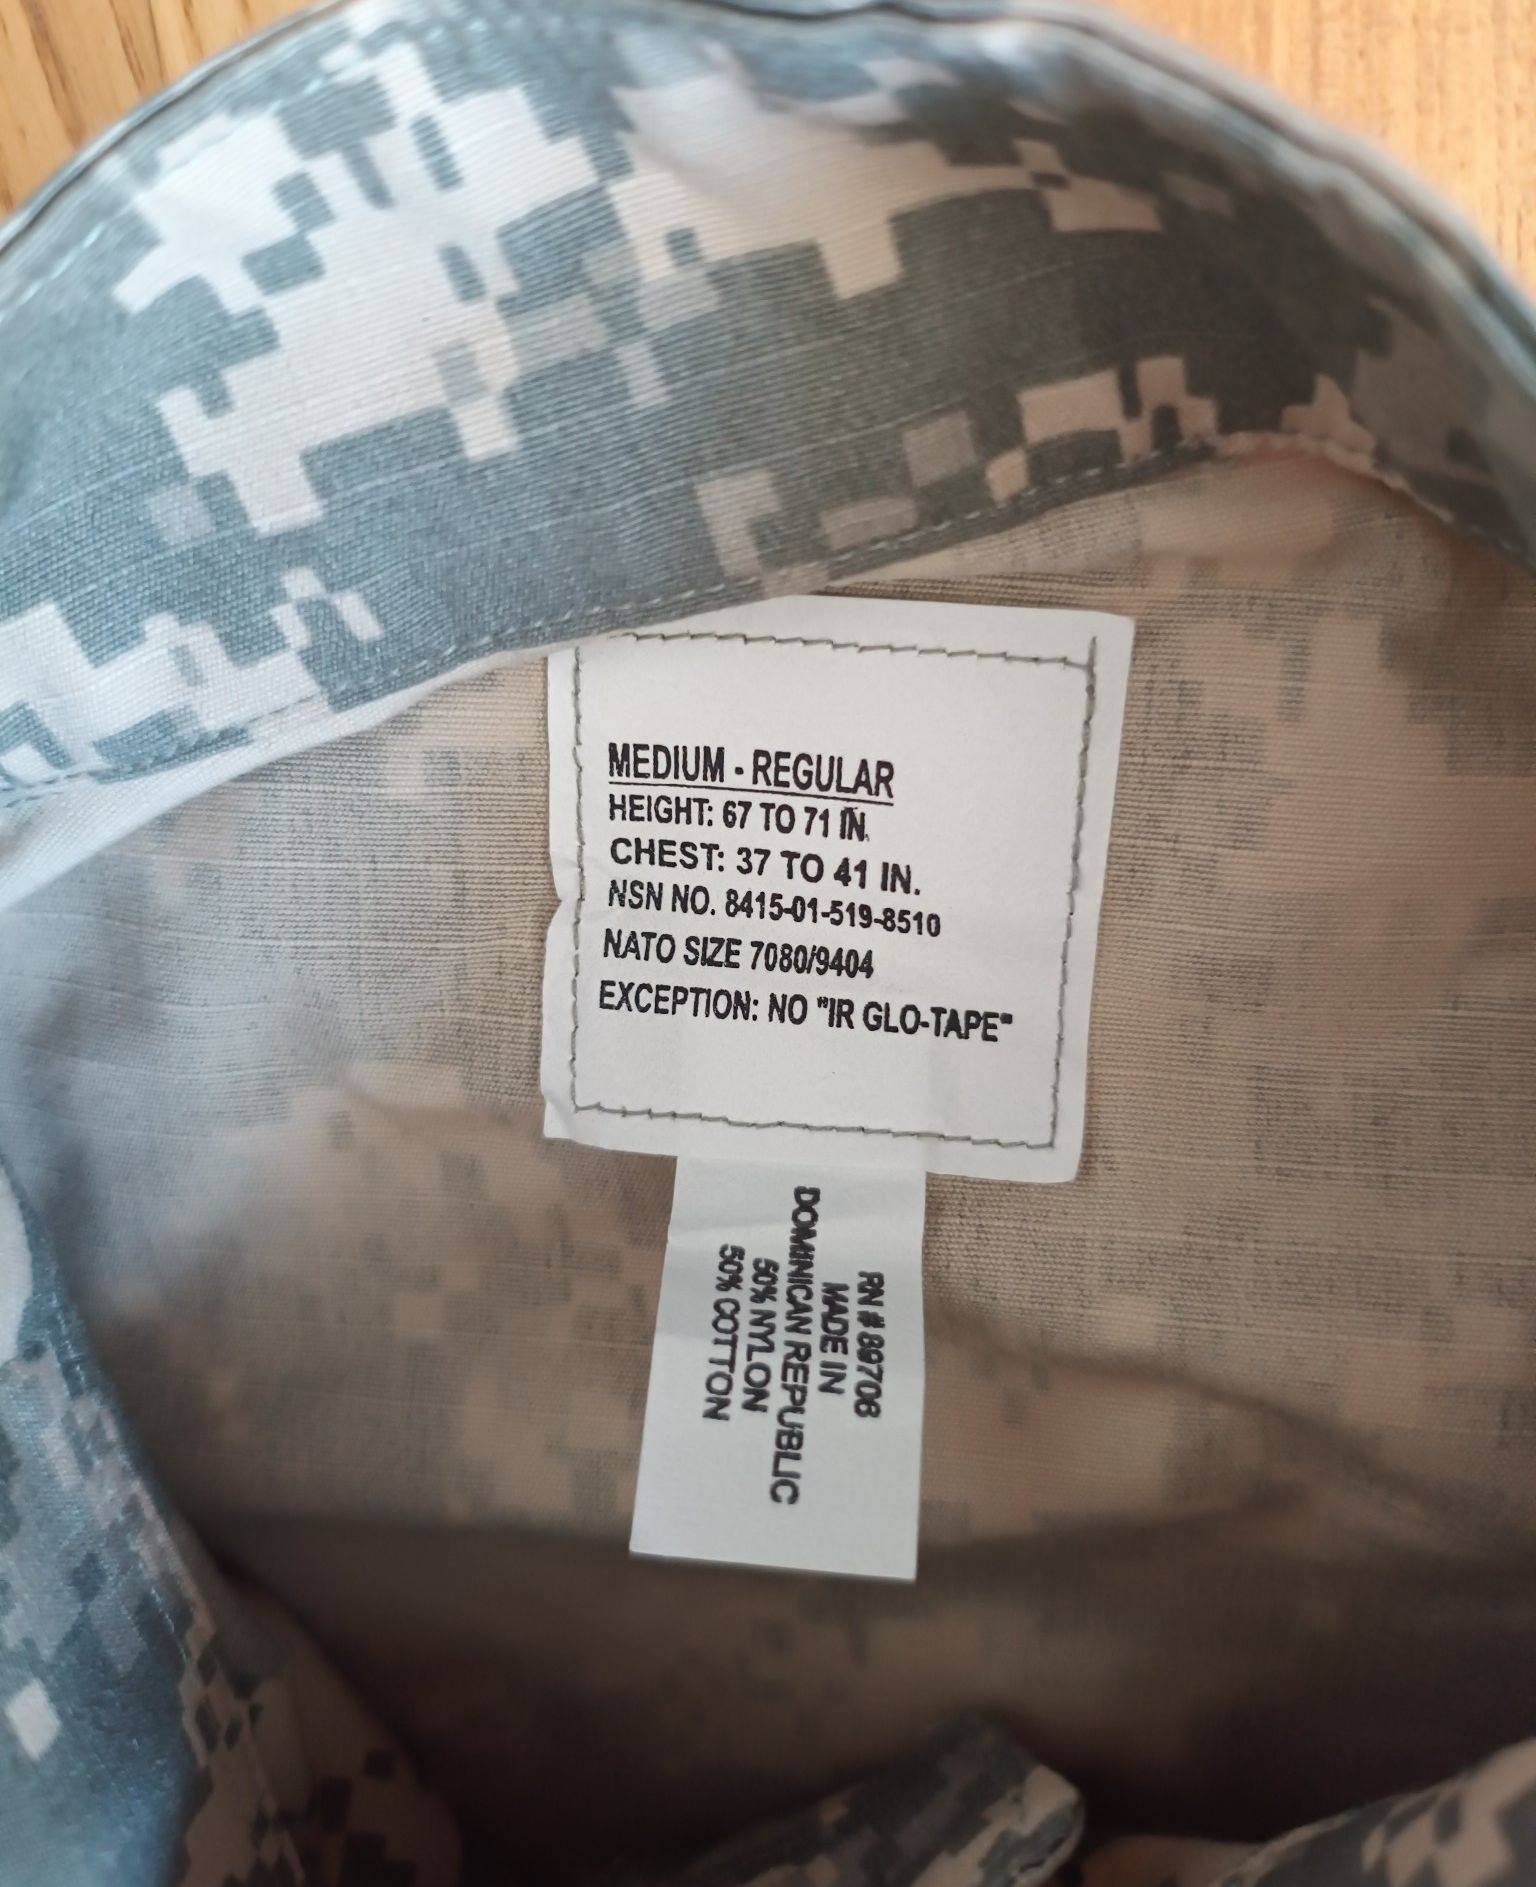 MEDIUM - REGULAR
HEIGHT: 67 TO 71 IN.
CHEST: 37 TO 41 IN.
NSN NO. 8415-01-519-8510
NATO SIZE 7080/9404
EXCEPTION: NO "IR GLO-TAPE"
RN # 89708
MADE IN
DOMINICAN REPUBLIC
50% NYLON
50% COTTON